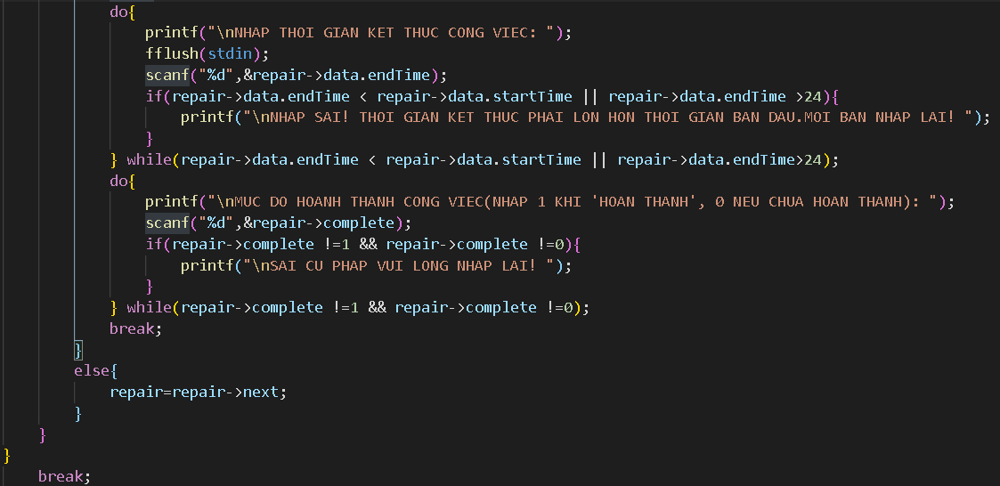 do{
printf("\nNHAP THOI GIAN KET THUC CONG VIEC: ");
fflush(stdin);
scanf("%d",&repair->data.endTime);
if(repair->data.endTime < repair->data.startTime || repair->data.endTime >24){
printf("\nNHAP SAI! THOI GIAN KET THUC PHAI LON HON THOI GIAN BAN DAU.MOI BAN NHAP LAI! ");
}
} while(repair->data.endTime < repair->data.startTime || repair->data.endTime>24);
do{
printf("\nMUC DO HOANH THANH CONG VIEC(NHAP 1 KHI 'HOAN THANH', 0 NEU CHUA HOAN THANH): ");
scanf("%d",&repair->complete);
if(repair->complete !=1 && repair->complete !=0){
printf("\nSAI CU PHAP VUI LONG NHAP LAI! ");
}
} while(repair->complete !=1 && repair->complete !=0);
break;
}
else{
repair=repair->next;
}
}
}
break;